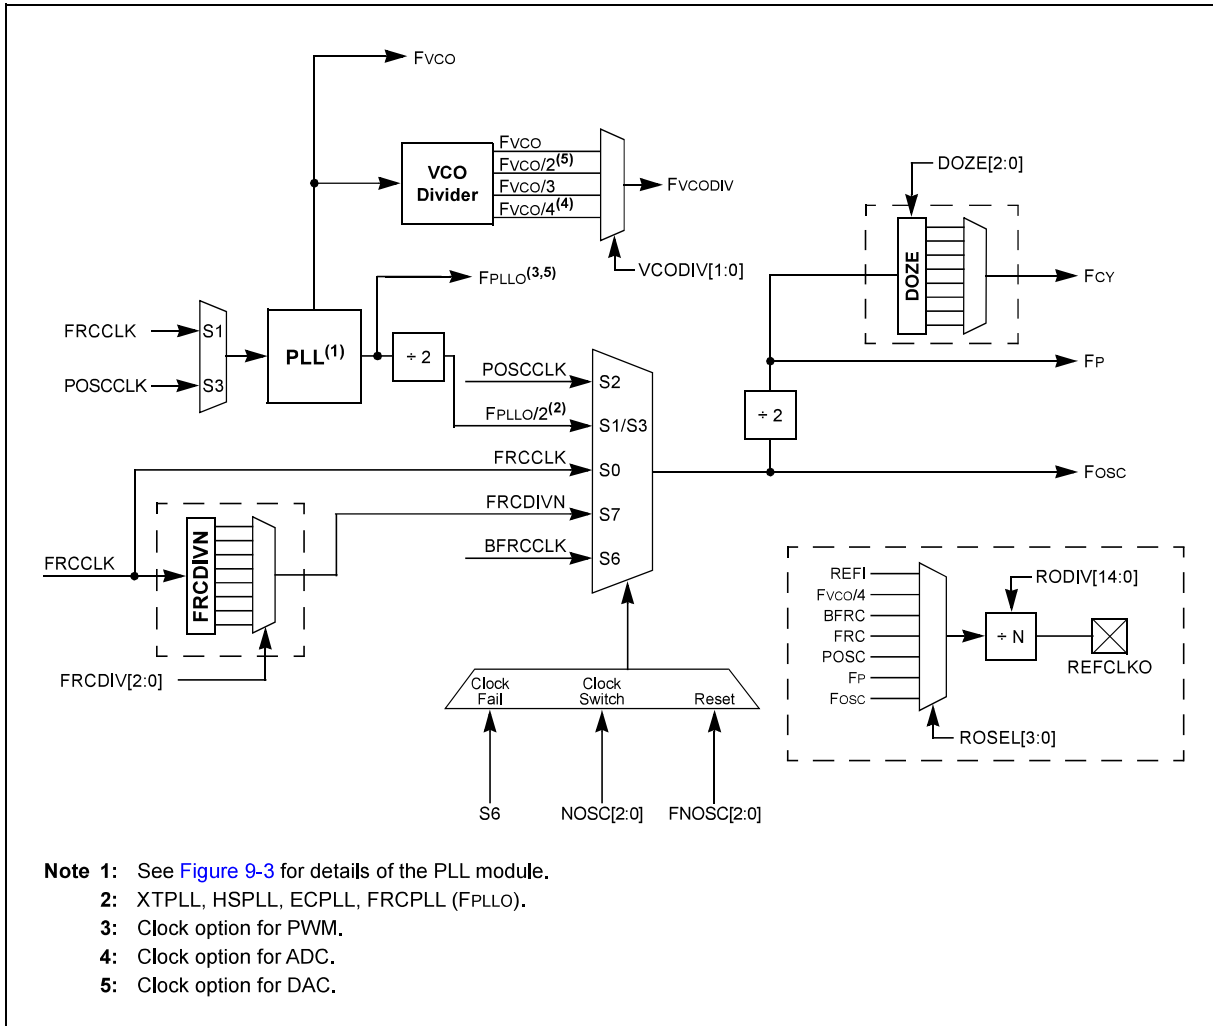 FVCO
VCO
Divider
FVCO
FVCO/2(5)
FVCO/3
FVCO/4(4)
FVCODIV
VCODIV[1:0]
DOZE[2:0]
DOZE
FCY
FPLLO(3,5)
FRCCLK
POSCCLK
S1
S3
PLL(1)
÷ 2
POSCCLK
FPLLO/2(2)
FRCCLK
FRCDIVN
BFRCCLK
S2
S1/S3
S0
S7
S6
÷ 2
FP
FOSC
FRCCLK
FRCDIVN
FRCDIV[2:0]
Clock
Fail
Clock
Switch
Reset
S6
NOSC[2:0]
FNOSC[2:0]
REFI
FVCO/4
BFRC
FRC
POSC
FP
FOSC
RODIV[14:0]
÷ N
REFCLKO
ROSEL[3:0]
Note 1: See Figure 9-3 for details of the PLL module.
2: XTPLL, HSPLL, ECPLL, FRCPLL (FPLLO).
3: Clock option for PWM.
4: Clock option for ADC.
5: Clock option for DAC.